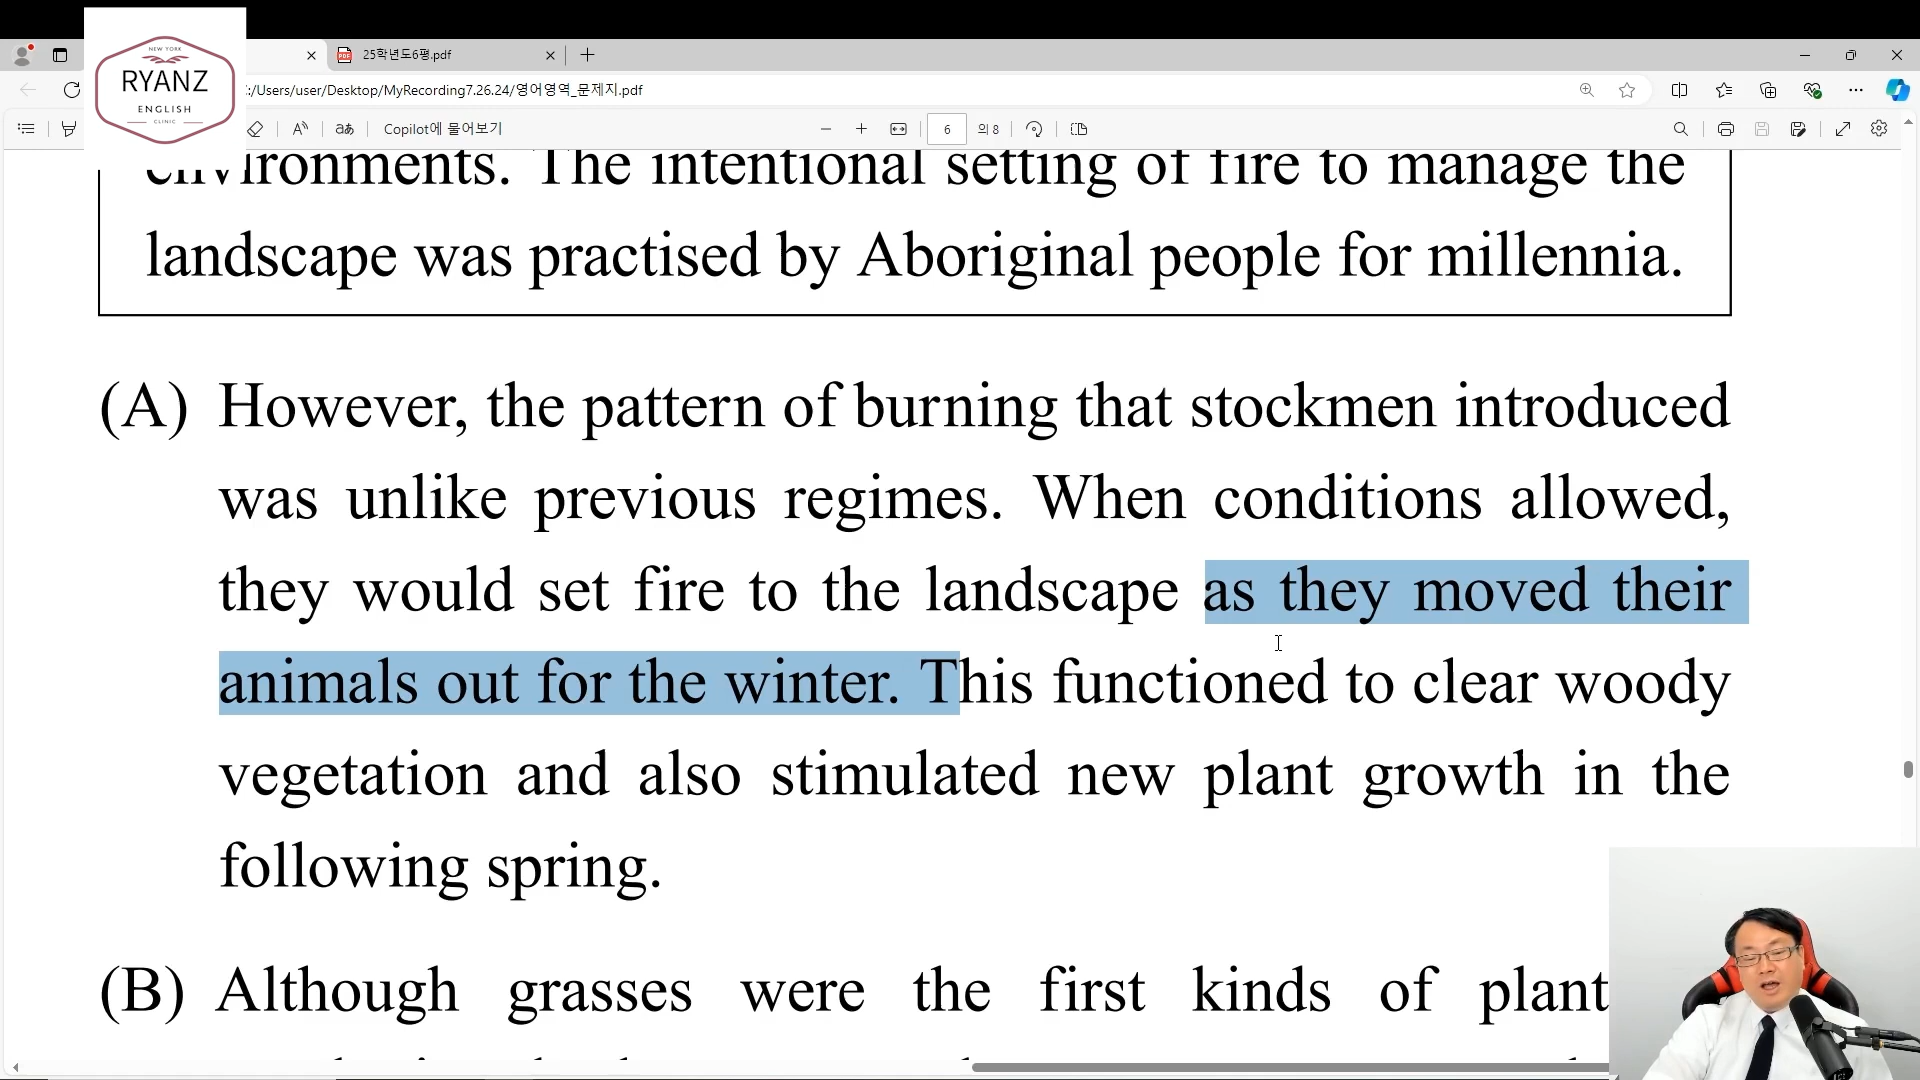 NEW YORK
RYANZ
ENGLISH
CLINIC
25학년도6평.pdf
:/Users/user/Desktop/MyRecording7.26.24/영어영역_문제지.pdf
Copilot에 물어보기
6 의 8
environments. The intentional setting of fire to manage the
landscape was practised by Aboriginal people for millennia.
(A) However, the pattern of burning that stockmen introduced
was unlike previous regimes. When conditions allowed,
they would set fire to the landscape as they moved their
animals out for the winter. This functioned to clear woody
vegetation and also stimulated new plant growth in the
following spring.
(B) Although grasses were the first kinds of plant